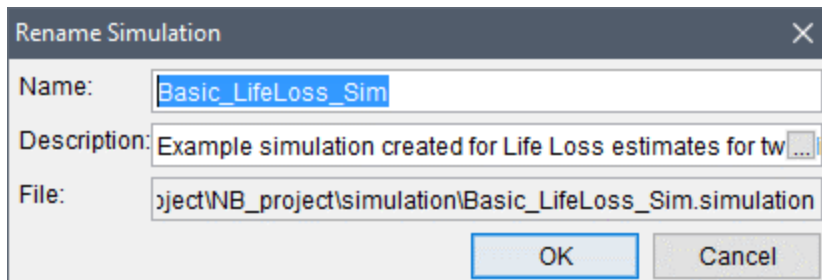 Rename Simulation
Name: Basic_LifeLoss_Sim
Description: Example simulation created for Life Loss estimates for tw ...
File: oject\NB_project\simulation\Basic_LifeLoss_Sim.simulation
OK Cancel